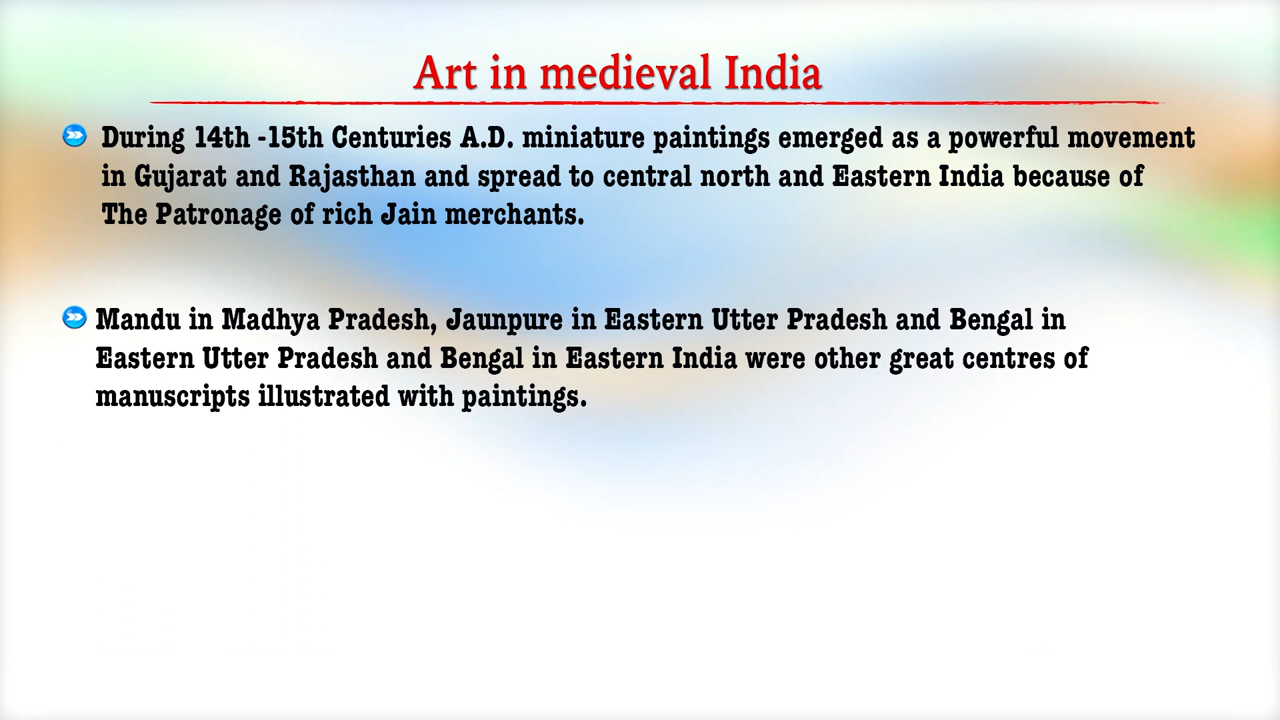 Art in medieval India
During 14th -15th Centuries A.D. miniature paintings emerged as a powerful movement
in Gujarat and Rajasthan and spread to central north and Eastern India because of
The Patronage of rich Jain merchants.
Mandu in Madhya Pradesh, Jaunpure in Eastern Utter Pradesh and Bengal in
Eastern Utter Pradesh and Bengal in Eastern India were other great centres of
manuscripts illustrated with paintings.